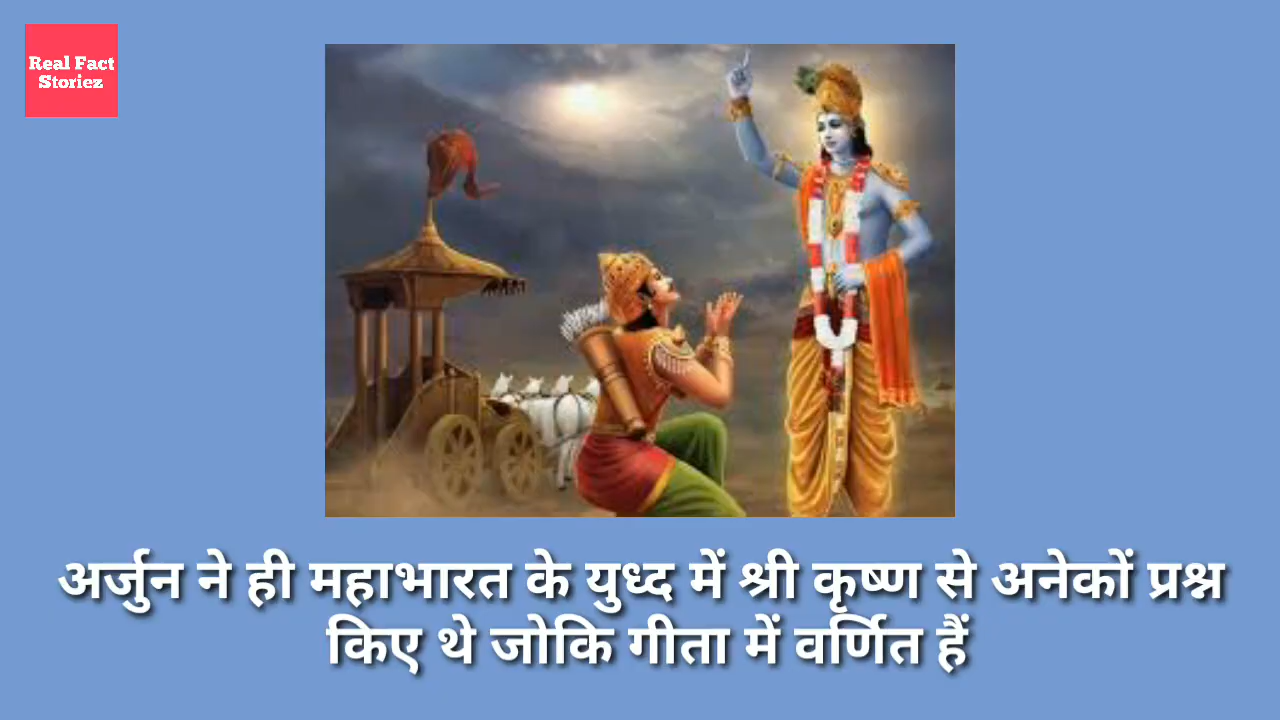 Real Fact
Storiez
अर्जुन ने ही महाभारत के युध्द में श्री कृष्ण से अनेकों प्रश्न
किए थे जोकि गीता में वर्णित हैं